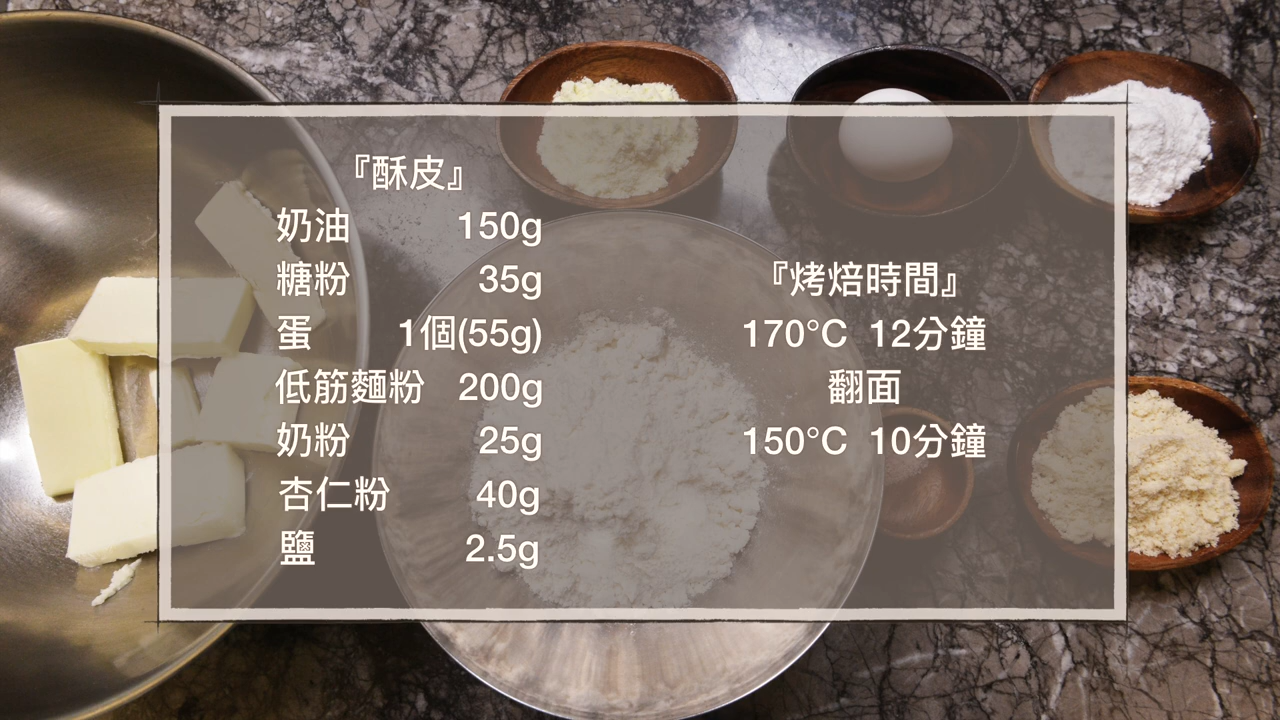 『酥皮』
奶油 150g
糖粉 35g
蛋 1個(55g)
低筋麵粉 200g
奶粉 25g
杏仁粉 40g
鹽 2.5g
『烤焙時間』
170°C 12分鐘
翻面
150°C 10分鐘